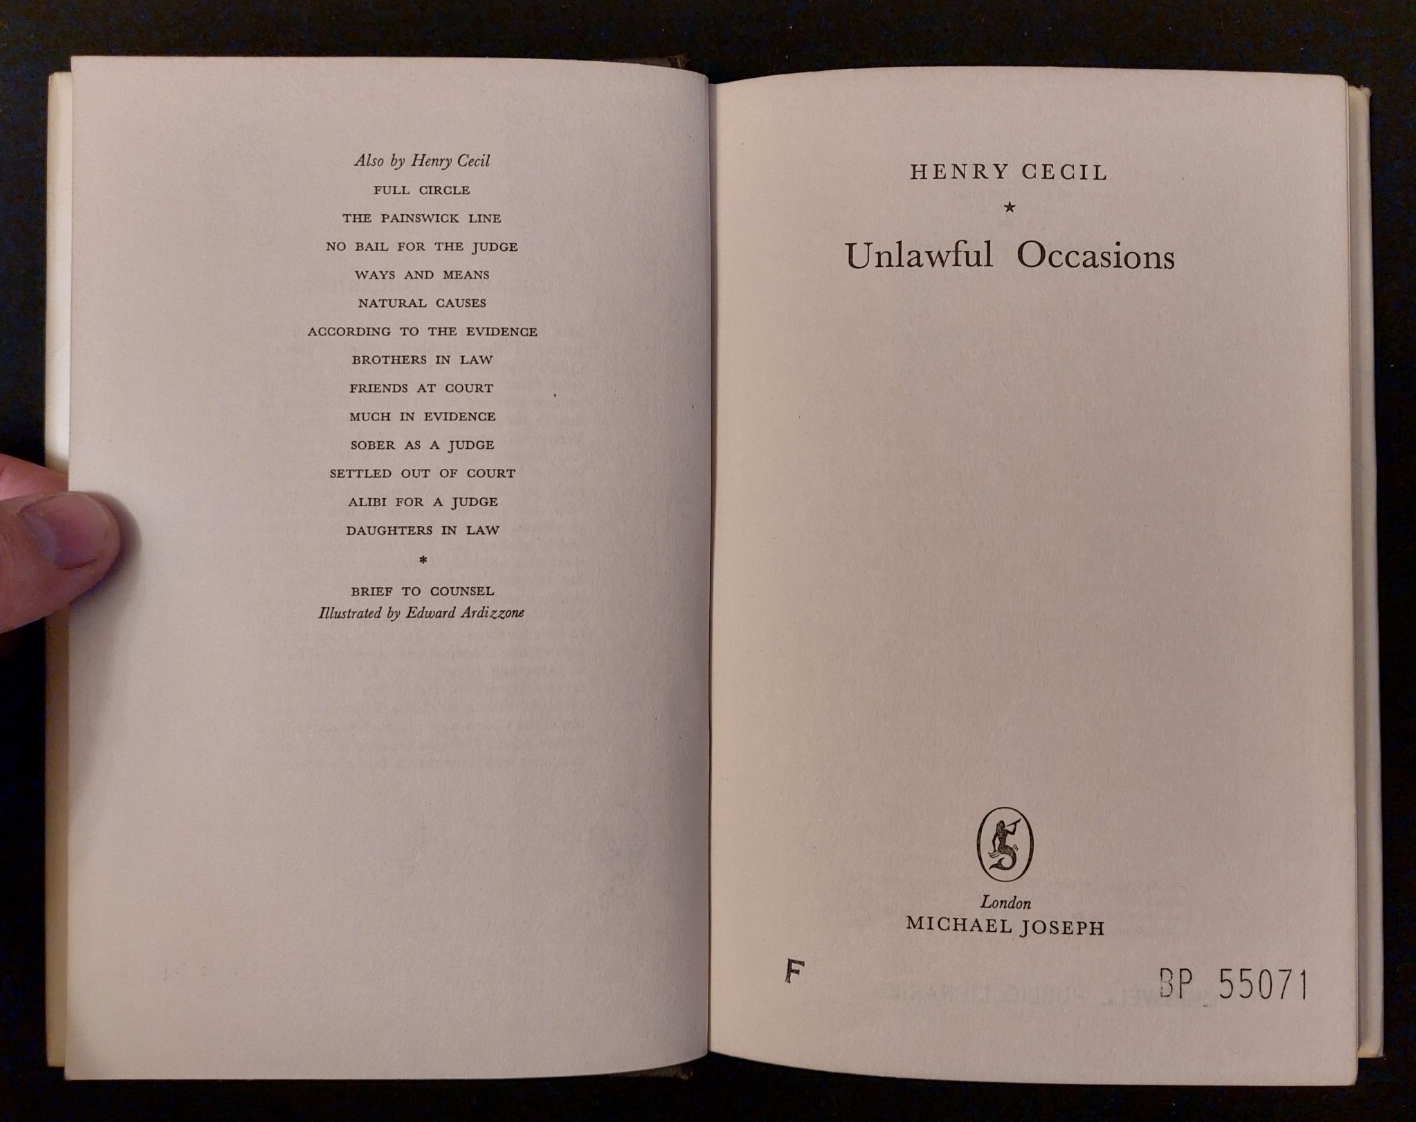 Also by Henry Cecil
FULL CIRCLE
THE PAINSWICK LINE
NO BAIL FOR THE JUDGE
WAYS AND MEANS
NATURAL CAUSES
ACCORDING TO THE EVIDENCE
BROTHERS IN LAW
FRIENDS AT COURT
MUCH IN EVIDENCE
SOBER AS A JUDGE
SETTLED OUT OF COURT
ALIBI FOR A JUDGE
DAUGHTERS IN LAW
*
BRIEF TO COUNSEL
Illustrated by Edward Ardizzone
HENRY CECIL
★
Unlawful Occasions
London
MICHAEL JOSEPH
F
BP 55071